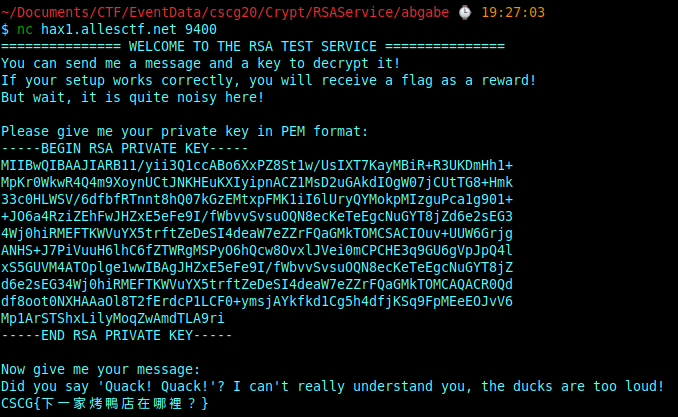 ~/Documents/CTF/EventData/cscg20/Crypt/RSAService/abgabe ⌚ 19:27:03
$ nc hax1.allesctf.net 9400
=============== WELCOME TO THE RSA TEST SERVICE ===============
You can send me a message and a key to decrypt it!
If your setup works correctly, you will receive a flag as a reward!
But wait, it is quite noisy here!

Please give me your private key in PEM format:
-----BEGIN RSA PRIVATE KEY-----
MIIBwQIBAAJIARB11/yii3Q1ccABo6XxPZ8St1w/UsIXT7KayMBiR+R3UKDmHh1+
MpKr0WkwR4Q4m9XoynUCtJNKHEuKXIyipnACZ1MsD2uGAkdIOgW07jCUtTG8+Hmk
33c0HLWSV/6dfbfRTnnt8hQ07kGzEMtxpFMK1iI6lUryQYMokpMIzguPca1g901+
+JO6a4RziZEhFwJHZxE5eFe9I/fWbvvSvsuOQN9ecKeTeEgcNuGYT8jZd6e2sEG3
4Wj0hiRMEFTKWVuYX5trftZeDeSI4deaW7eZZrFQaGMkTOMCSACIOuv+UUW6Grjg
ANHS+J7PiVuuH6lhC6fZTWRgMSPyO6hQcw8OvxlJVei0mCPCHE3q9GU6gVpJpQ4l
xS5GUVM4ATOplge1wwIBAgJHZxE5eFe9I/fWbvvSvsuOQN9ecKeTeEgcNuGYT8jZ
d6e2sEG34Wj0hiRMEFTKWVuYX5trftZeDeSI4deaW7eZZrFQaGMkTOMCAQACR0Qd
df8oot0NXHAAaOl8T2fErdcP1LCF0+ymsjAYkfkd1Cg5h4dfjKSq9FpMEeEOJvV6
Mp1ArSTShxLilyMoqZwAmdTLA9ri
-----END RSA PRIVATE KEY-----

Now give me your message:
Did you say 'Quack! Quack!'? I can't really understand you, the ducks are too loud!
CSCG{下一家烤鴨店在哪裡？}